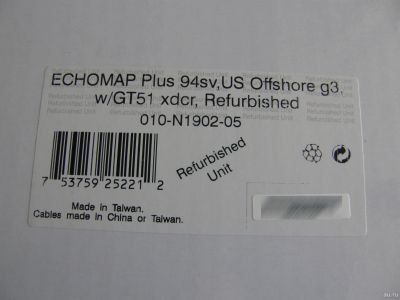 ECHOMAP Plus 94sv,US Offshore g3,
w/GT51 xdcr, Refurbished
010-N1902-05
Refurbished
Unit
7 53759 25221 2
Made in Taiwan.
Cables made in China or Taiwan.